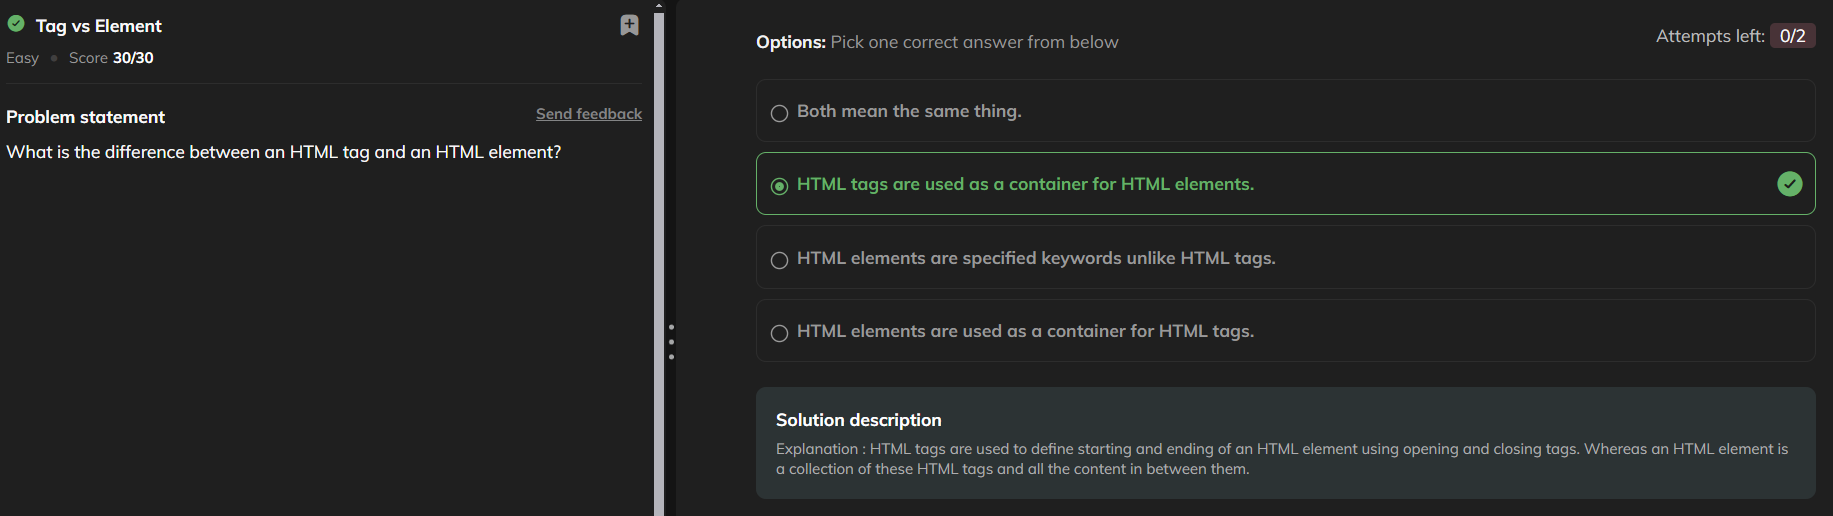 Tag vs Element
Easy • Score 30/30
Problem statement
Send feedback
What is the difference between an HTML tag and an HTML element?
Options: Pick one correct answer from below
Attempts left: 0/2
Both mean the same thing.
HTML tags are used as a container for HTML elements.
HTML elements are specified keywords unlike HTML tags.
HTML elements are used as a container for HTML tags.
Solution description
Explanation : HTML tags are used to define starting and ending of an HTML element using opening and closing tags. Whereas an HTML element is
a collection of these HTML tags and all the content in between them.